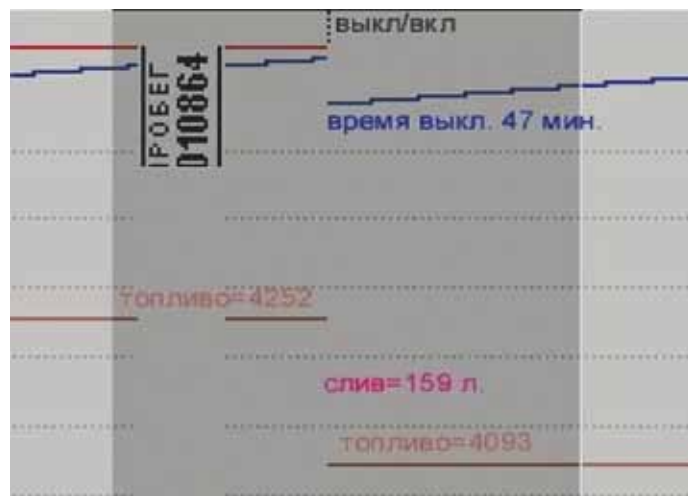 выкл/вкл
ПРОБЕГ
010864
время выкл. 47 мин.
топливо=4252
слив=159 л.
топливо=4093